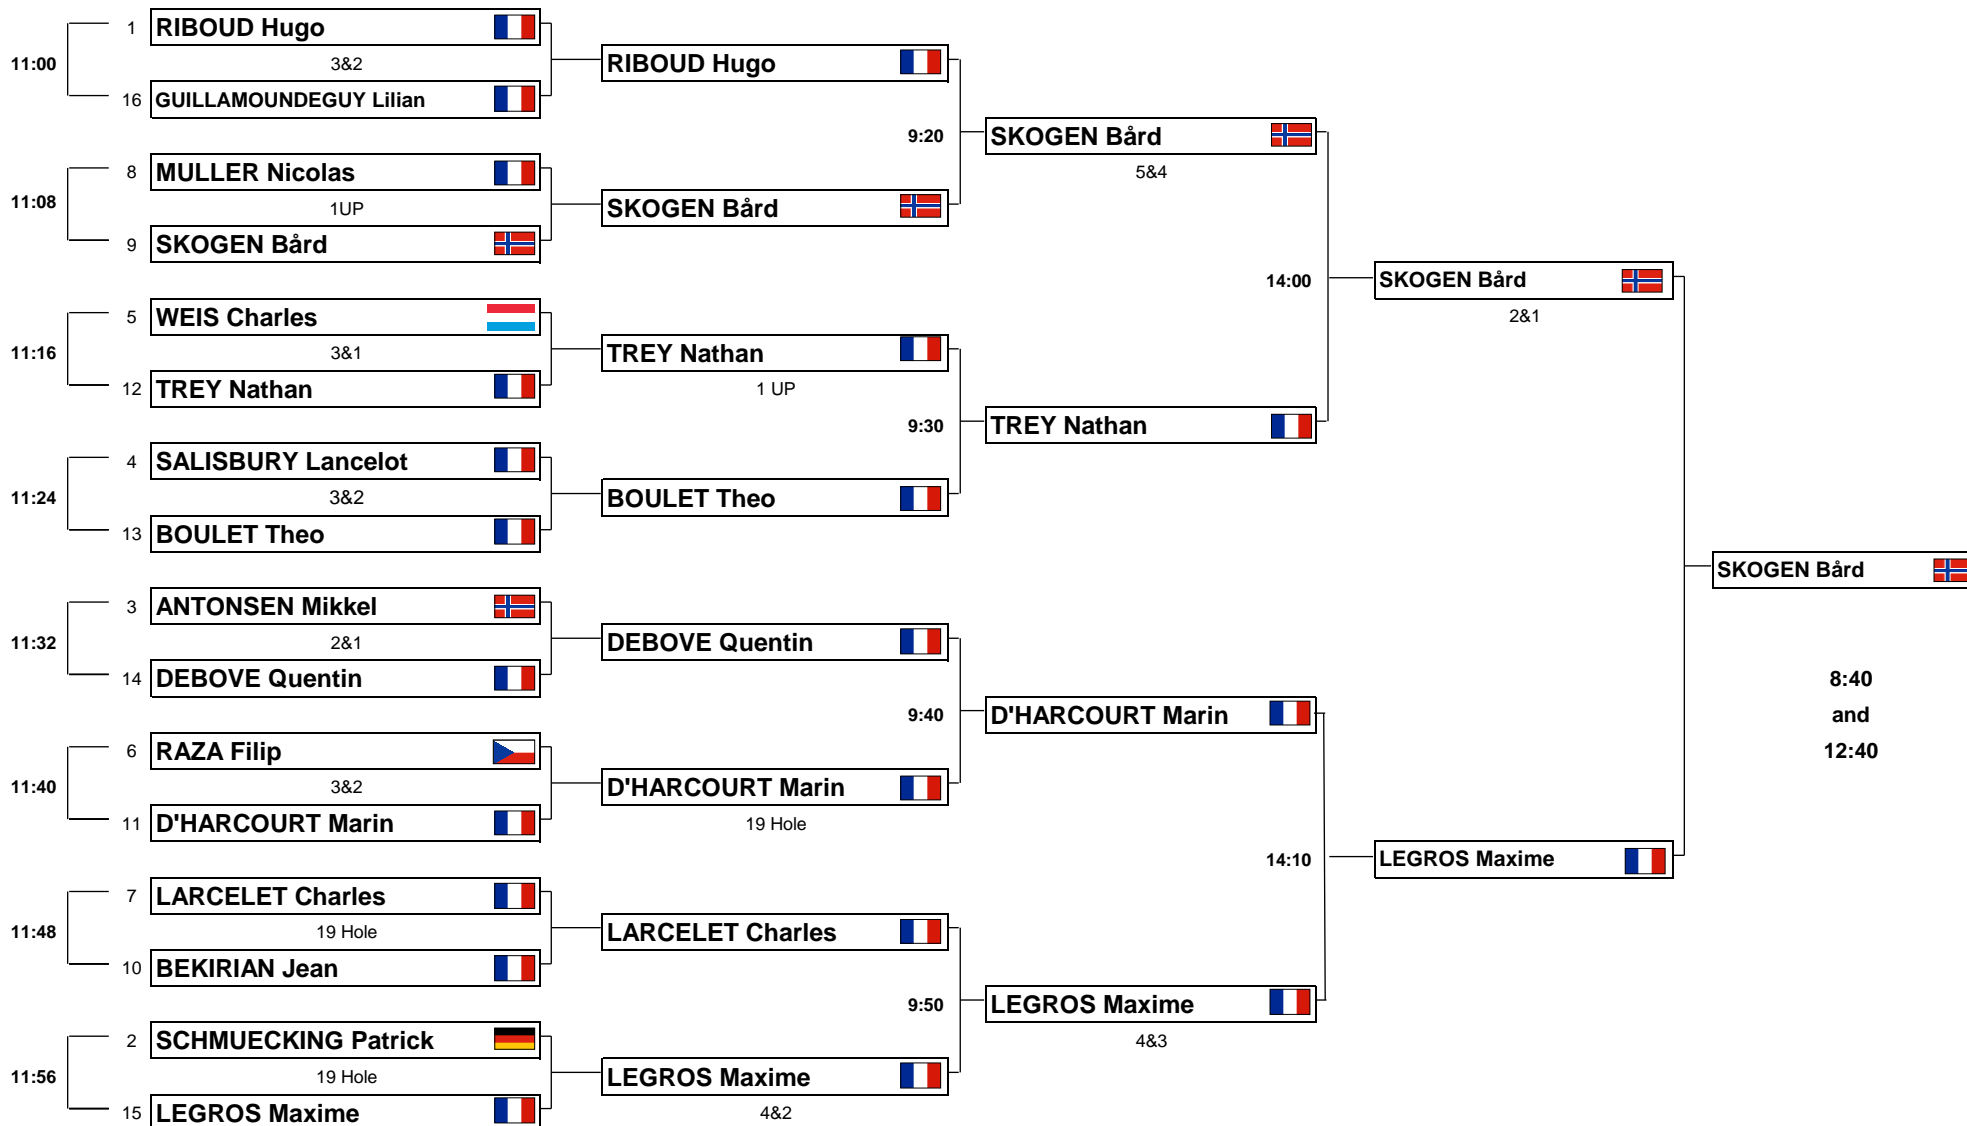 1 RIBOUD Hugo
11:00 3&2
16 GUILLAMOUNDEGUY Lilian
8 MULLER Nicolas
11:08 1UP
9 SKOGEN Bård
5 WEIS Charles
11:16 3&1
12 TREY Nathan
4 SALISBURY Lancelot
11:24 3&2
13 BOULET Theo
3 ANTONSEN Mikkel
11:32 2&1
14 DEBOVE Quentin
6 RAZA Filip
11:40 3&2
11 D'HARCOURT Marin
7 LARCELET Charles
11:48 19 Hole
10 BEKIRIAN Jean
2 SCHMUECKING Patrick
11:56 19 Hole
15 LEGROS Maxime
RIBOUD Hugo
9:20
SKOGEN Bård
TREY Nathan
1 UP
9:30
BOULET Theo
DEBOVE Quentin
9:40
D'HARCOURT Marin
19 Hole
LARCELET Charles
9:50
LEGROS Maxime
4&2
SKOGEN Bård
5&4
14:00
TREY Nathan
D'HARCOURT Marin
14:10
LEGROS Maxime
4&3
SKOGEN Bård
2&1
LEGROS Maxime
SKOGEN Bård
8:40
and
12:40